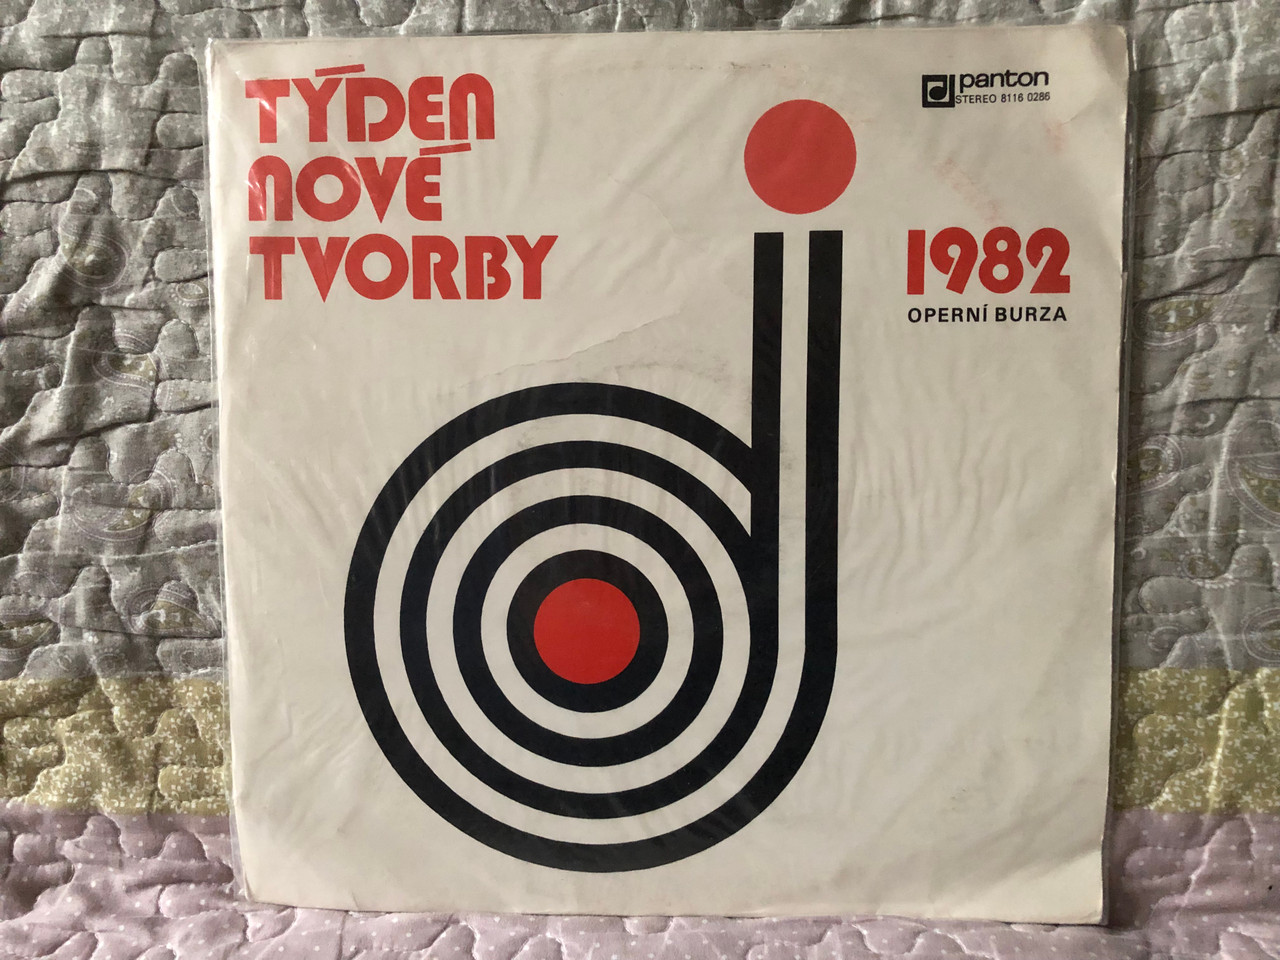 TÝDEN
NOVÉ
TVORBY
panton
STEREO 8116 0286
1982
OPERNÍ BURZA